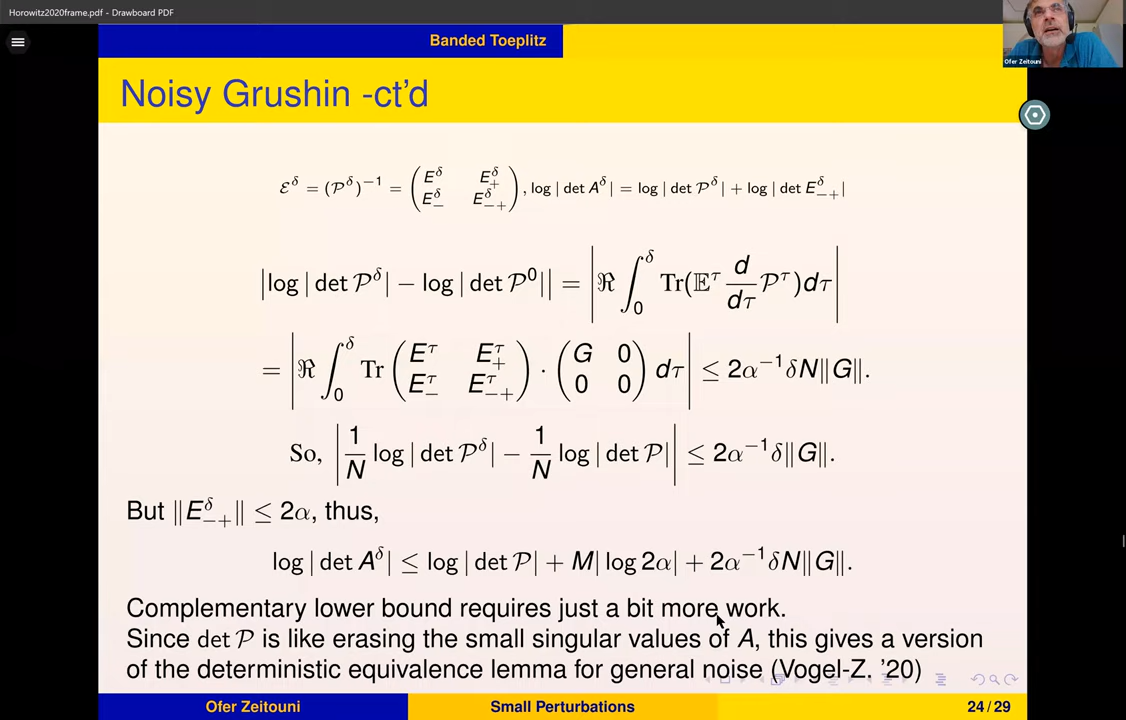 Horowitz2020frame.pdf - Drawboard PDF
Ofer Zeitouni
Banded Toeplitz
Noisy Grushin -ct'd
ℰ^δ = (𝒫^δ)^{-1} = ( E^δ E^δ_+ ; E^δ_- E^δ_{-+} ), log | det A^δ| = log | det 𝒫^δ| + log | det E^δ_{-+}|
|log | det 𝒫^δ| − log | det 𝒫^0|| = |ℜ ∫_0^δ Tr(𝔼^τ d/dτ 𝒫^τ)dτ|
= |ℜ ∫_0^δ Tr ( E^τ E^τ_+ ; E^τ_- E^τ_{-+} ) · ( G 0 ; 0 0 ) dτ| ≤ 2α^{-1}δN‖G‖.
So, |1/N log | det 𝒫^δ| − 1/N log | det 𝒫|| ≤ 2α^{-1}δ‖G‖.
But ‖E^δ_{-+}‖ ≤ 2α, thus,
log | det A^δ| ≤ log | det 𝒫| + M| log 2α| + 2α^{-1}δN‖G‖.
Complementary lower bound requires just a bit more work.
Since det 𝒫 is like erasing the small singular values of A, this gives a version
of the deterministic equivalence lemma for general noise (Vogel-Z. '20)
Ofer Zeitouni
Small Perturbations
24 / 29